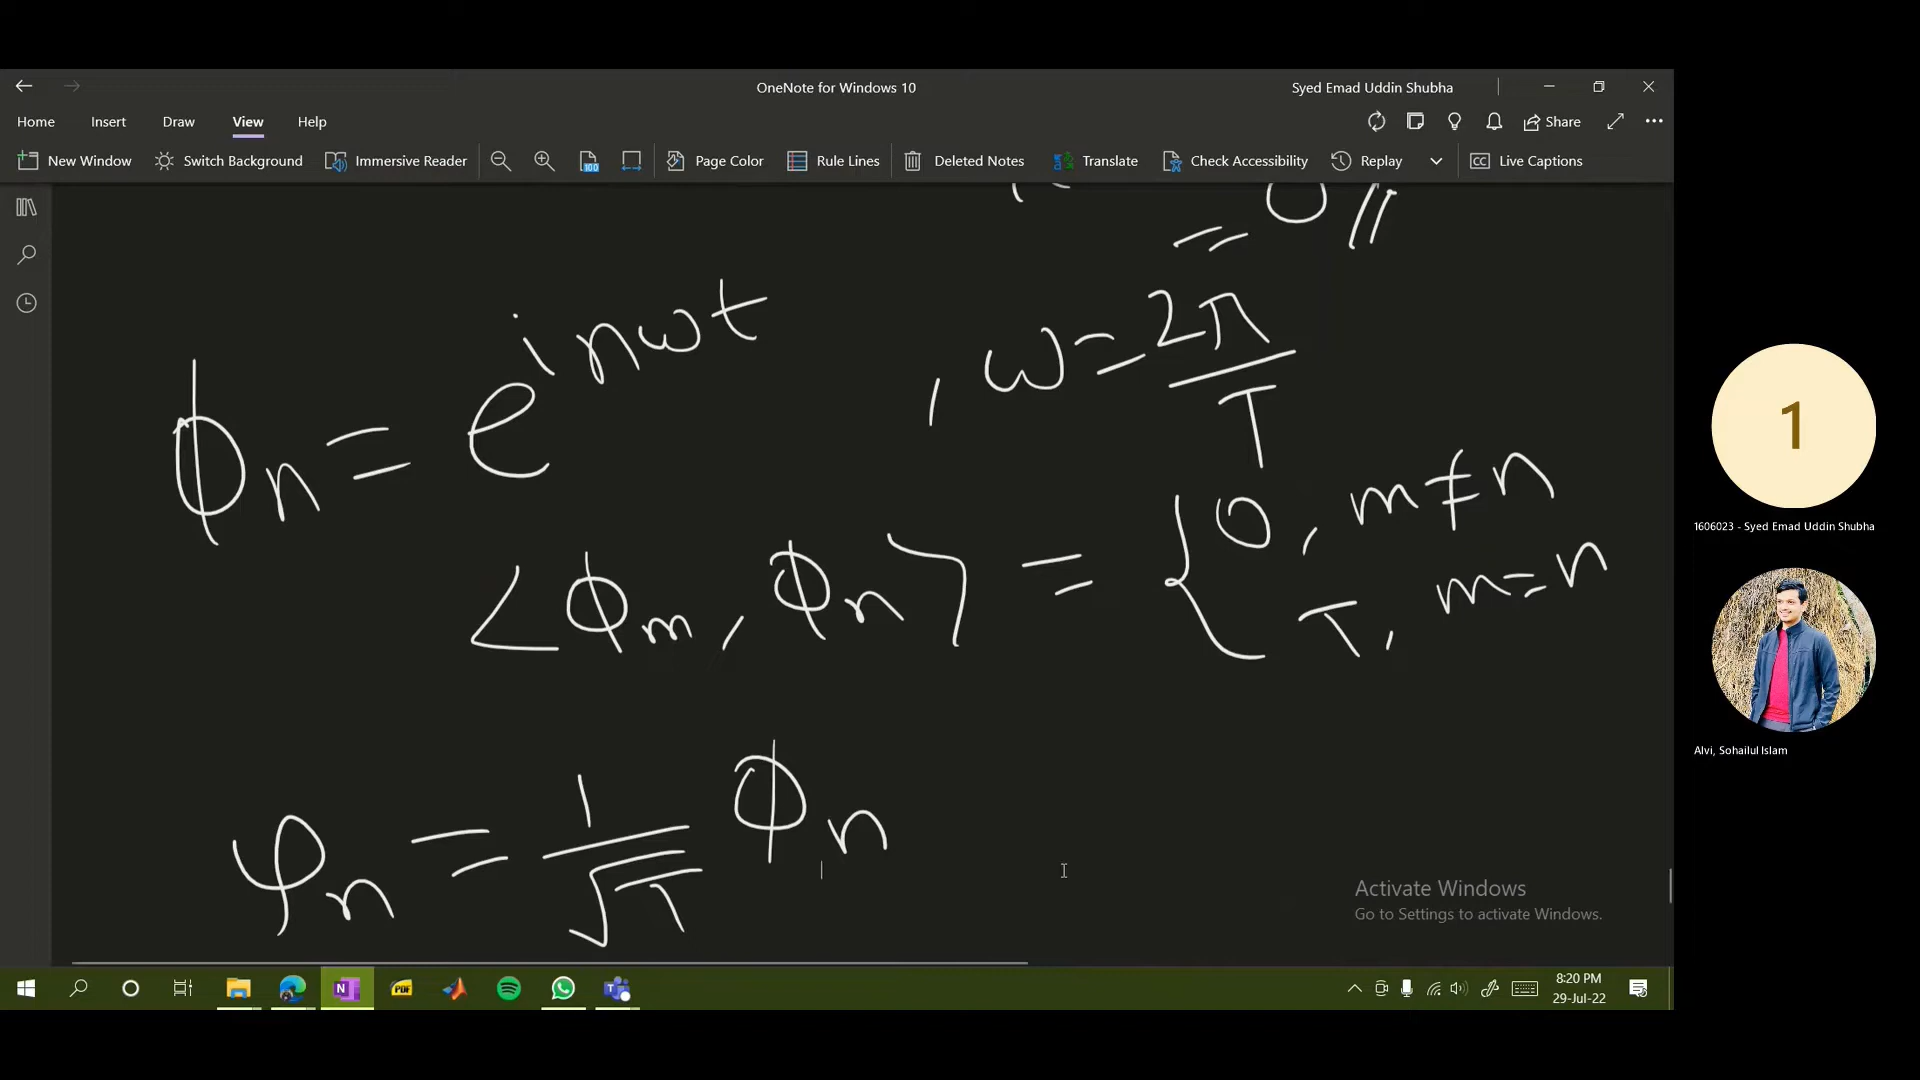 OneNote for Windows 10
Syed Emad Uddin Shubha
Home Insert Draw View Help
Share
New Window Switch Background Immersive Reader Page Color Rule Lines Deleted Notes Translate Check Accessibility Replay Live Captions
= 0 //
ϕn = e^{inωt} , ω = 2π/T
<ϕm, ϕn> = { 0, m ≠ n
T, m = n
φn = 1/√T ϕn
Activate Windows
Go to Settings to activate Windows.
1
1606023 - Syed Emad Uddin Shubha
Alvi, Sohailul Islam
8:20 PM
29-Jul-22